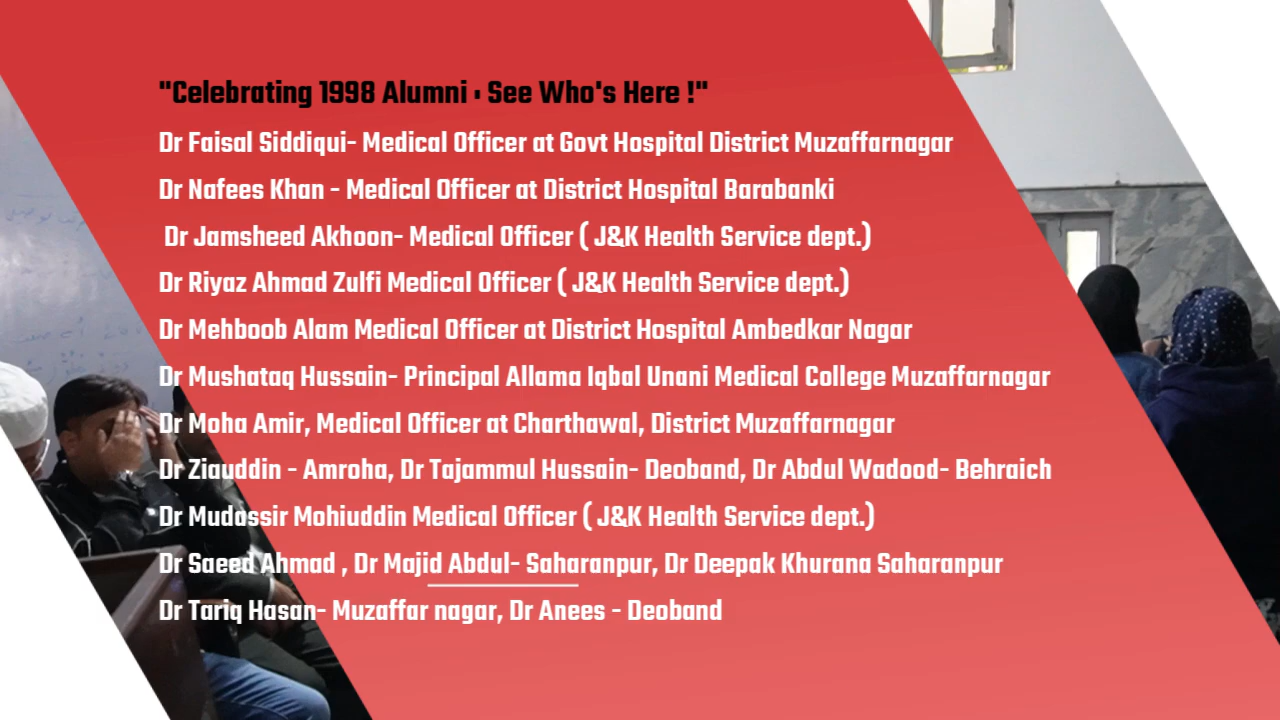 "Celebrating 1998 Alumni : See Who's Here !"
Dr Faisal Siddiqui- Medical Officer at Govt Hospital District Muzaffarnagar
Dr Nafees Khan - Medical Officer at District Hospital Barabanki
Dr Jamsheed Akhoon- Medical Officer ( J&K Health Service dept.)
Dr Riyaz Ahmad Zulfi Medical Officer ( J&K Health Service dept.)
Dr Mehboob Alam Medical Officer at District Hospital Ambedkar Nagar
Dr Mushataq Hussain- Principal Allama Iqbal Unani Medical College Muzaffarnagar
Dr Moha Amir, Medical Officer at Charthawal, District Muzaffarnagar
Dr Ziauddin - Amroha, Dr Tajammul Hussain- Deoband, Dr Abdul Wadood- Behraich
Dr Mudassir Mohiuddin Medical Officer ( J&K Health Service dept.)
Dr Saeed Ahmad , Dr Majid Abdul- Saharanpur, Dr Deepak Khurana Saharanpur
Dr Tariq Hasan- Muzaffar nagar, Dr Anees - Deoband